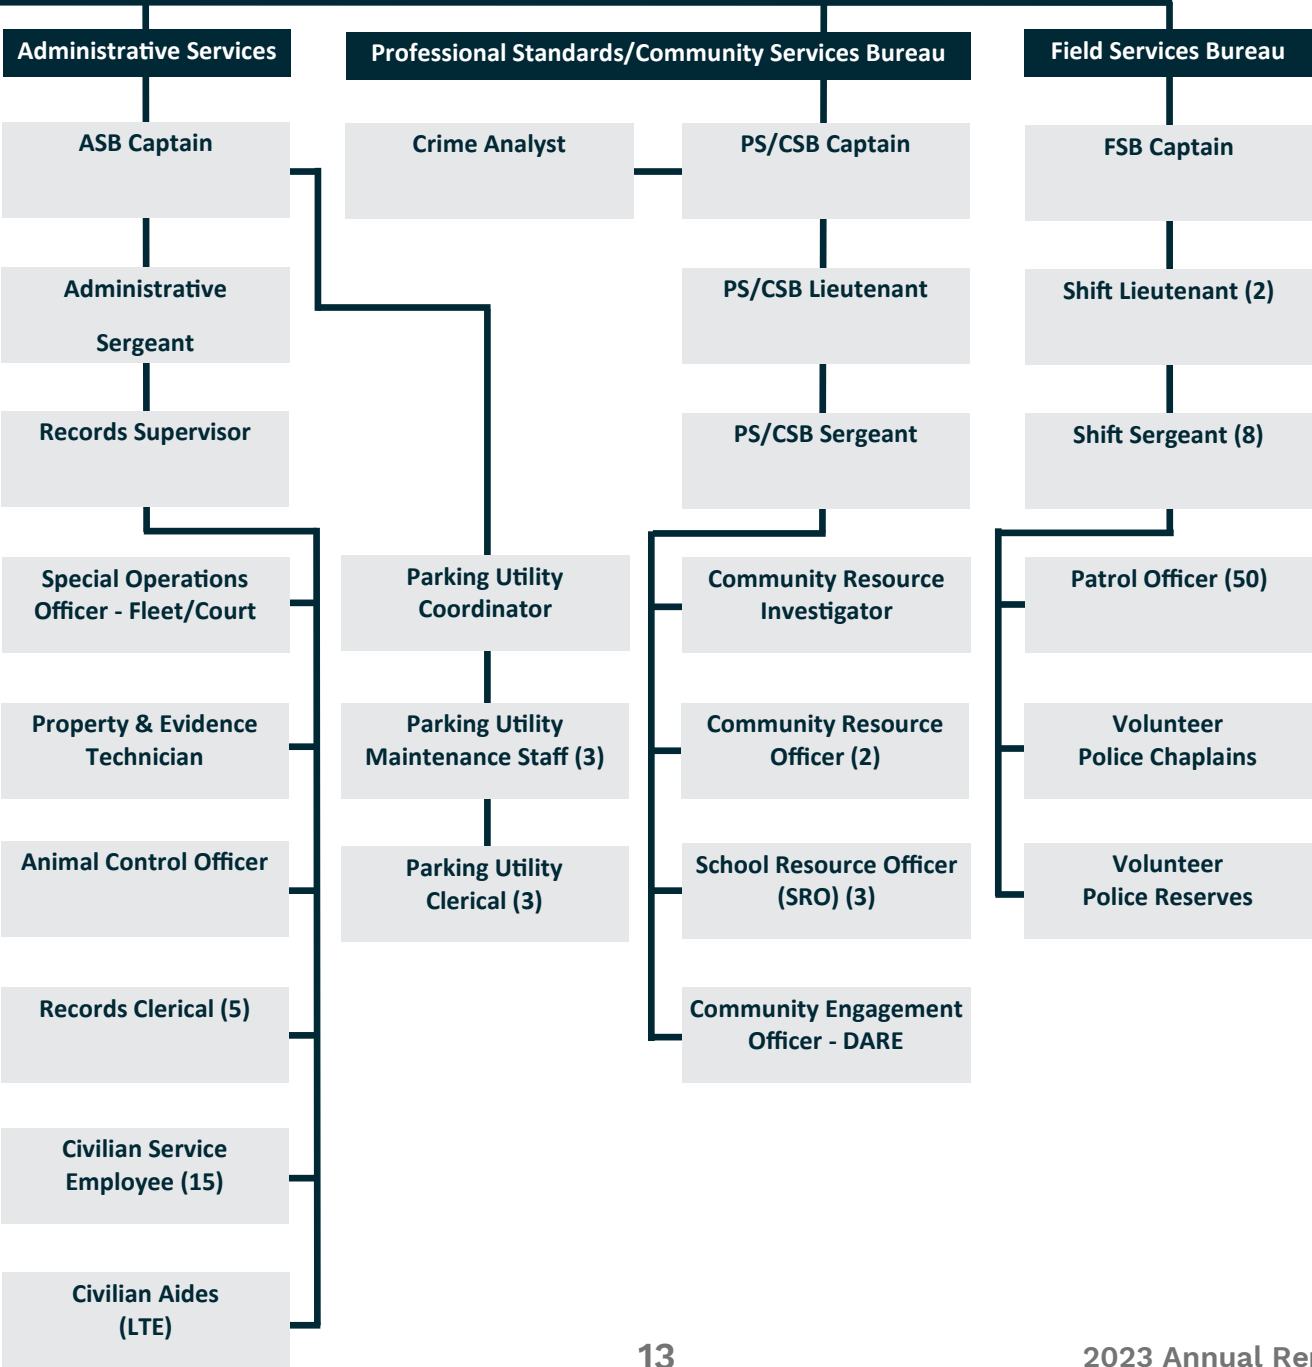 Administrative Services
Professional Standards/Community Services Bureau
Field Services Bureau
ASB Captain
Crime Analyst
PS/CSB Captain
FSB Captain
Administrative
Sergeant
PS/CSB Lieutenant
Shift Lieutenant (2)
Records Supervisor
PS/CSB Sergeant
Shift Sergeant (8)
Special Operations
Officer - Fleet/Court
Parking Utility
Coordinator
Community Resource
Investigator
Patrol Officer (50)
Property & Evidence
Technician
Parking Utility
Maintenance Staff (3)
Community Resource
Officer (2)
Volunteer
Police Chaplains
Animal Control Officer
Parking Utility
Clerical (3)
School Resource Officer
(SRO) (3)
Volunteer
Police Reserves
Records Clerical (5)
Community Engagement
Officer - DARE
Civilian Service
Employee (15)
Civilian Aides
(LTE)
13
2023 Annual Re